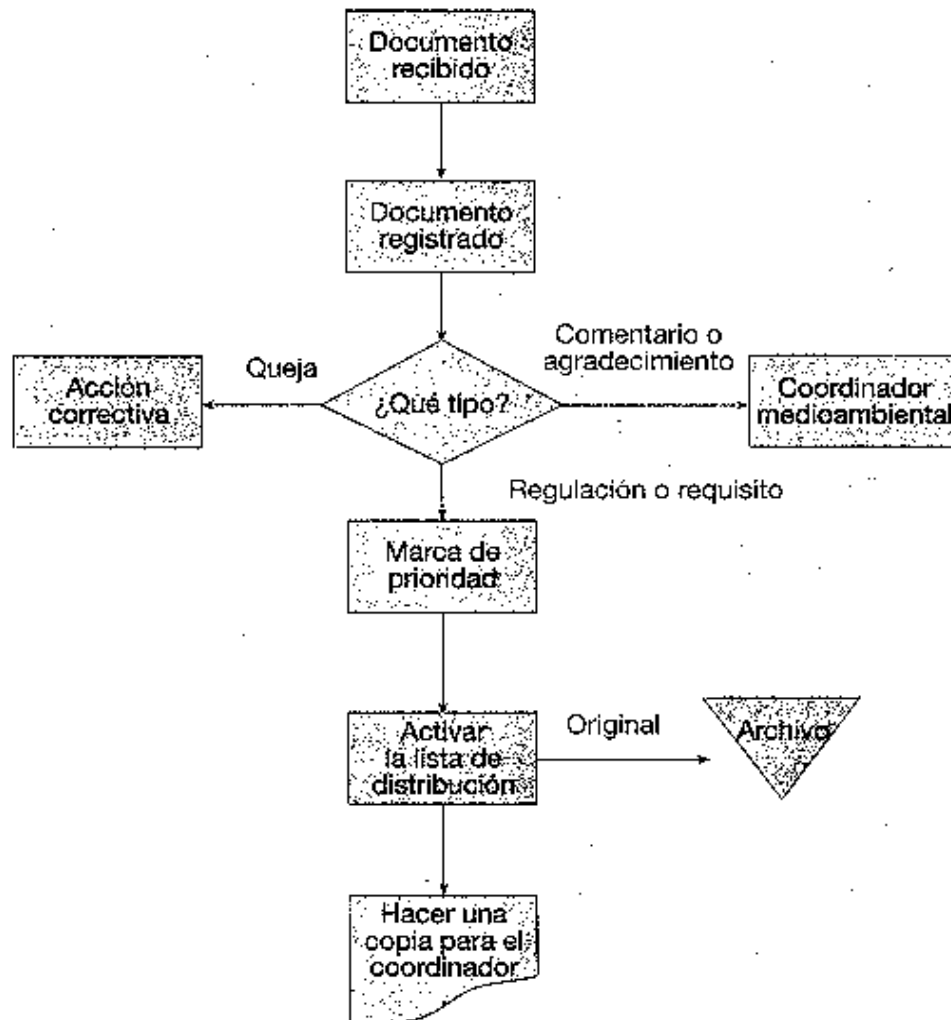 Documento
recibido
Documento
registrado
Queja
Comentario o
agradecimiento
Acción
correctiva
¿Qué tipo?
Coordinador
medioambiental
Regulación o requisito
Marca de
prioridad
Activar
la lista de
distribución
Original
Archivo
Hacer una
copia para el
coordinador